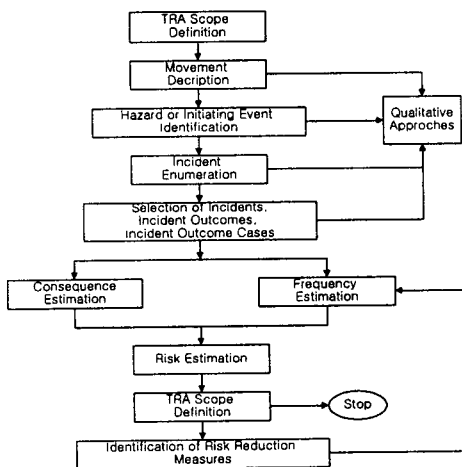 TRA Scope
Definition
Movement
Decription
Hazard or Initiating Event
Identification
Qualitative
Approches
Incident
Enumeration
Selection of Incidents,
Incident Outcomes,
Incident Outcome Cases
Consequence
Estimation
Frequency
Estimation
Risk Estimation
TRA Scope
Definition
Stop
Identification of Risk Reduction
Measures